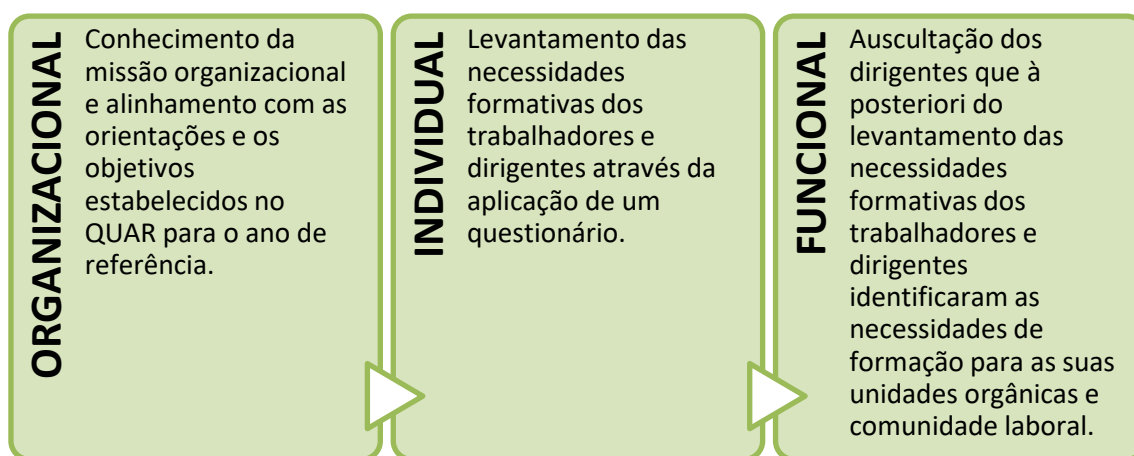 ORGANIZACIONAL
Conhecimento da
missão organizacional
e alinhamento com as
orientações e os
objetivos
estabelecidos no
QUAR para o ano de
referência.
INDIVIDUAL
Levantamento das
necessidades
formativas dos
trabalhadores e
dirigentes através da
aplicação de um
questionário.
FUNCIONAL
Auscultação dos
dirigentes que à
posteriori do
levantamento das
necessidades
formativas dos
trabalhadores e
dirigentes
identificaram as
necessidades de
formação para as suas
unidades orgânicas e
comunidade laboral.